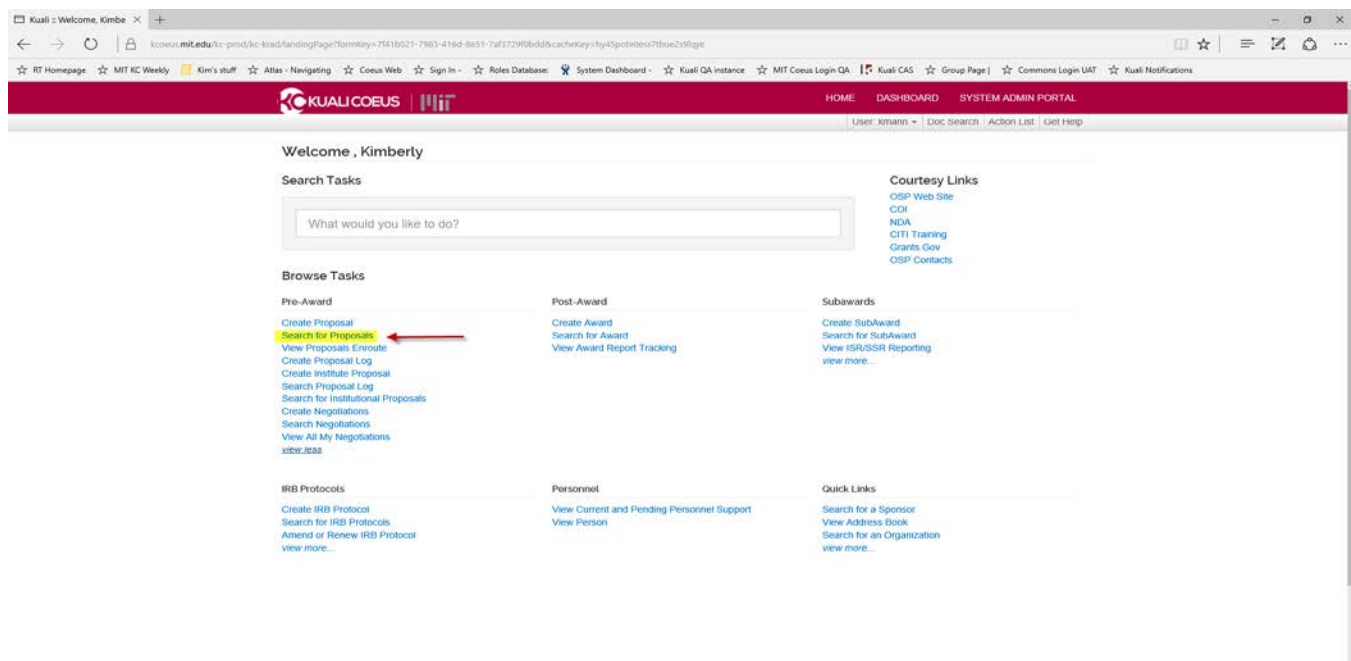 Kuali :: Welcome, Kimbe
RT Homepage MIT KC Weekly Kim's stuff Atlas - Navigating Coeus Web Sign In - Roles Database: System Dashboard - Kuali QA instance MIT Coeus Login QA Kuali CAS Group Page | Commons Login UAT Kuali Notifications
KUALI COEUS | MIT HOME DASHBOARD SYSTEM ADMIN PORTAL
User: kmann Doc Search Action List Get Help
Welcome , Kimberly
Search Tasks
What would you like to do?
Courtesy Links
OSP Web Site
COI
NDA
CITI Training
Grants.Gov
OSP Contacts
Browse Tasks
Pre-Award
Create Proposal
Search for Proposals
View Proposals Enroute
Create Proposal Log
Create Institute Proposal
Search Proposal Log
Search for Institutional Proposals
Create Negotiations
Search Negotiations
View All My Negotiations
view less
Post-Award
Create Award
Search for Award
View Award Report Tracking
Subawards
Create SubAward
Search for SubAward
View ISR/SSR Reporting
view more...
IRB Protocols
Create IRB Protocol
Search for IRB Protocols
Amend or Renew IRB Protocol
view more...
Personnel
View Current and Pending Personnel Support
View Person
Quick Links
Search for a Sponsor
View Address Book
Search for an Organization
view more...